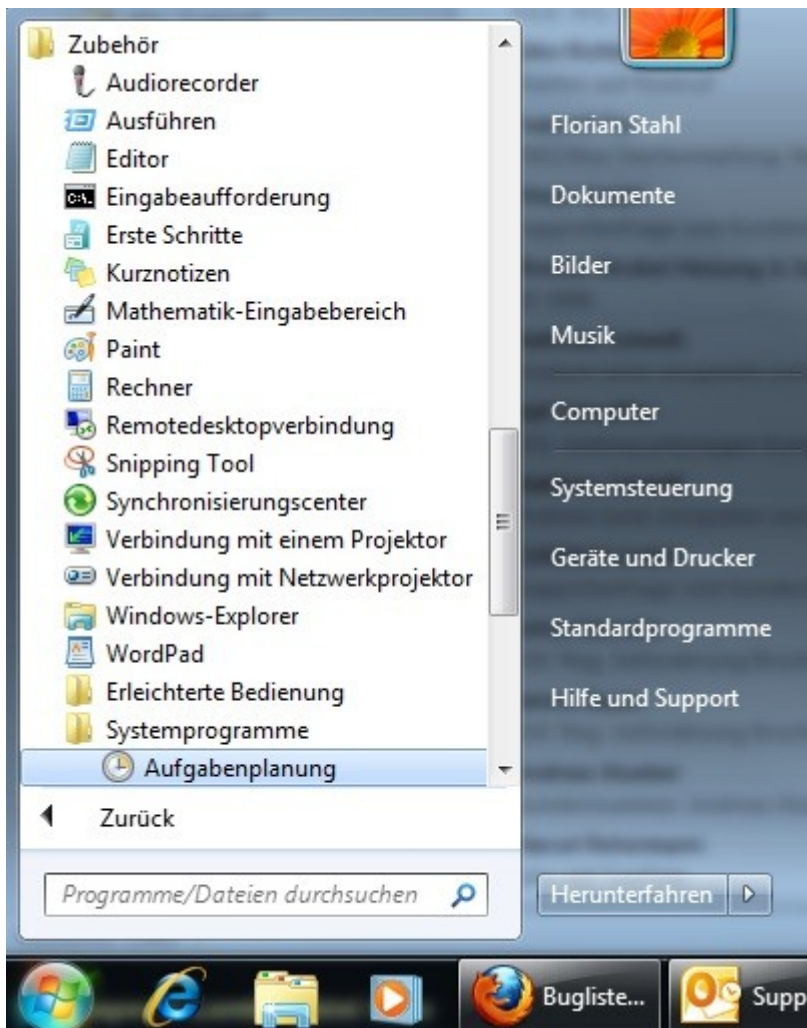 Zubehör
Audiorecorder
Ausführen
Editor
Eingabeaufforderung
Erste Schritte
Kurznotizen
Mathematik-Eingabebereich
Paint
Rechner
Remotedesktopverbindung
Snipping Tool
Synchronisierungscenter
Verbindung mit einem Projektor
Verbindung mit Netzwerkprojektor
Windows-Explorer
WordPad
Erleichterte Bedienung
Systemprogramme
Aufgabenplanung
Zurück
Programme/Dateien durchsuchen
Florian Stahl
Dokumente
Bilder
Musik
Computer
Systemsteuerung
Geräte und Drucker
Standardprogramme
Hilfe und Support
Herunterfahren
Bugliste...
Supp